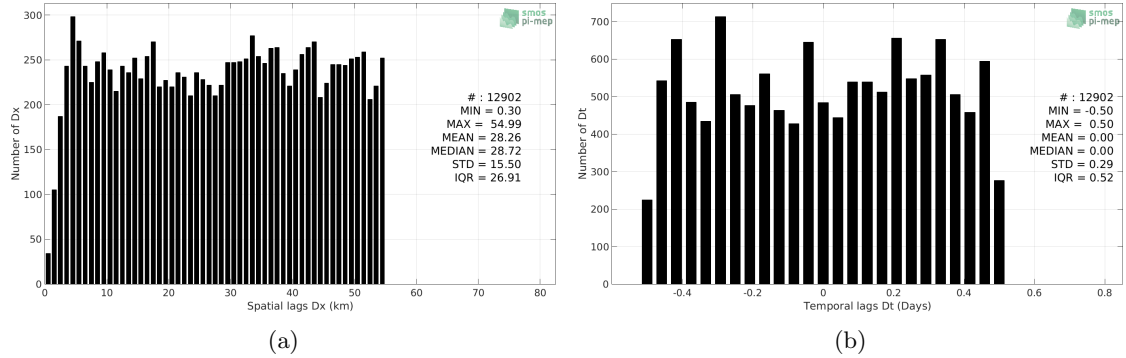 smos
pi-mep
300
250
200
150
100
50
0
Number of Dx
# : 12902
MIN = 0.30
MAX = 54.99
MEAN = 28.26
MEDIAN = 28.72
STD = 15.50
IQR = 26.91
0 10 20 30 40 50 60 70 80
Spatial lags Dx (km)
(a)
smos
pi-mep
700
600
500
400
300
200
100
0
Number of Dt
# : 12902
MIN = -0.50
MAX = 0.50
MEAN = 0.00
MEDIAN = 0.00
STD = 0.29
IQR = 0.52
-0.4 -0.2 0 0.2 0.4 0.6 0.8
Temporal lags Dt (Days)
(b)